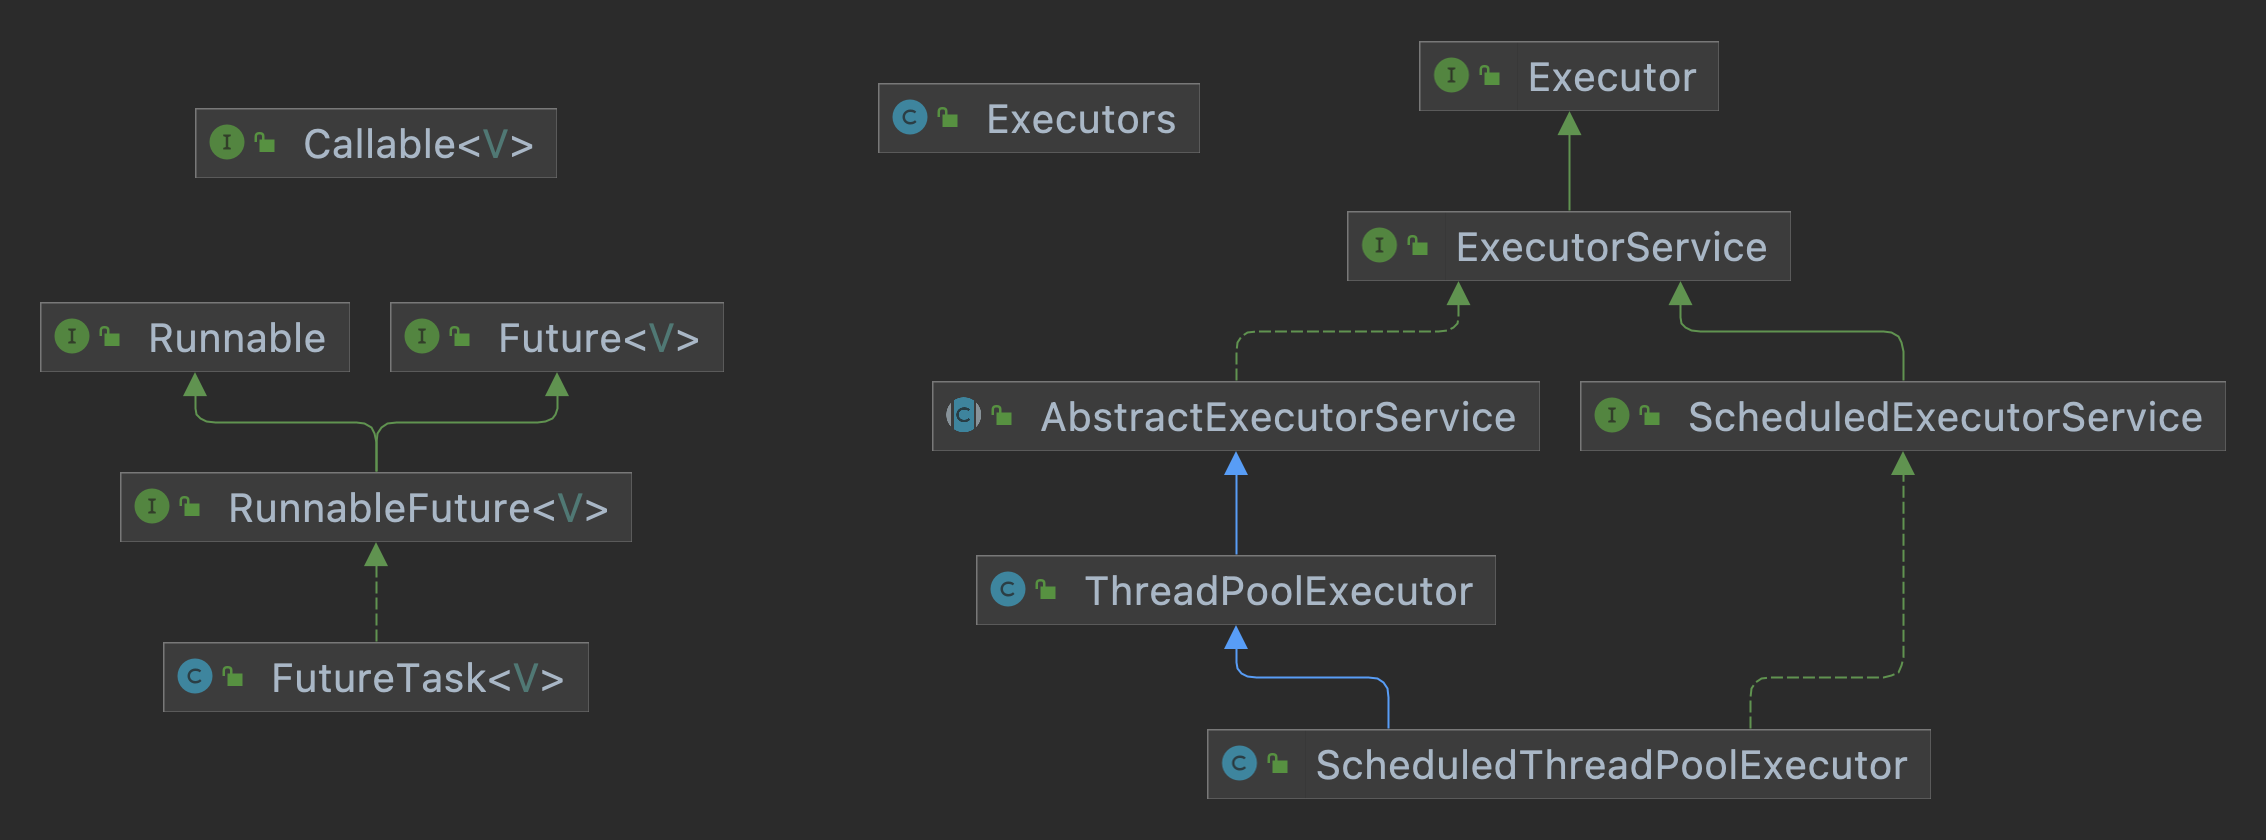 Callable<V>
Runnable
Future<V>
RunnableFuture<V>
FutureTask<V>
Executors
Executor
ExecutorService
AbstractExecutorService
ScheduledExecutorService
ThreadPoolExecutor
ScheduledThreadPoolExecutor